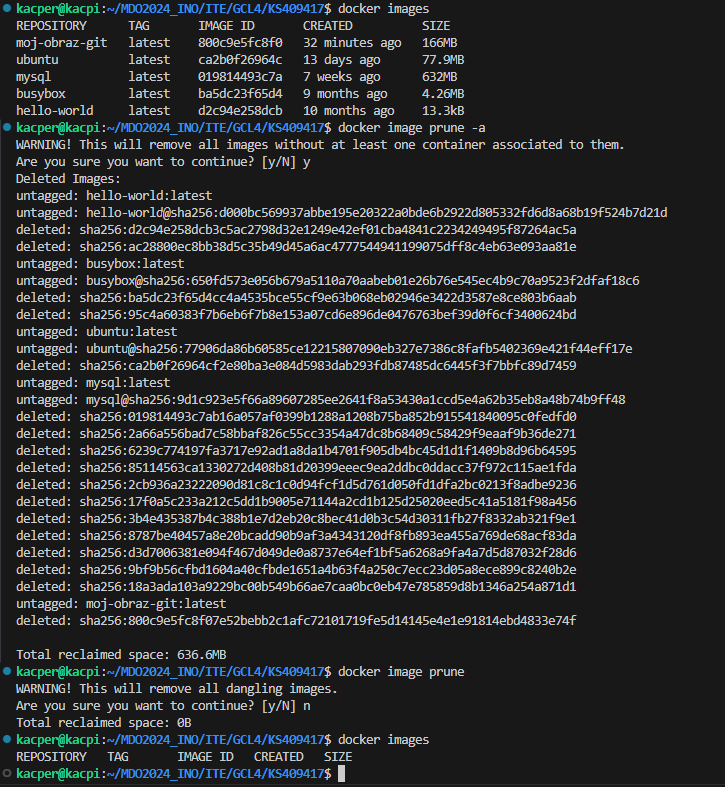 kacper@kacpi:~/MDO2024_INO/ITE/GCL4/KS409417$ docker images
REPOSITORY TAG IMAGE ID CREATED SIZE
moj-obraz-git latest 800c9e5fc8f0 32 minutes ago 166MB
ubuntu latest ca2b0f26964c 13 days ago 77.9MB
mysql latest 019814493c7a 7 weeks ago 632MB
busybox latest ba5dc23f65d4 9 months ago 4.26MB
hello-world latest d2c94e258dcb 10 months ago 13.3kB
kacper@kacpi:~/MDO2024_INO/ITE/GCL4/KS409417$ docker image prune -a
WARNING! This will remove all images without at least one container associated to them.
Are you sure you want to continue? [y/N] y
Deleted Images:
untagged: hello-world:latest
untagged: hello-world@sha256:d000bc569937abbe195e20322a0bde6b2922d805332fd6d8a68b19f524b7d21d
deleted: sha256:d2c94e258dcb3c5ac2798d32e1249e42ef01cba4841c2234249495f87264ac5a
deleted: sha256:ac28800ec8bb38d5c35b49d45a6ac4777544941199075dff8c4eb63e093aa81e
untagged: busybox:latest
untagged: busybox@sha256:650fd573e056b679a5110a70aabeb01e26b76e545ec4b9c70a9523f2dfaf18c6
deleted: sha256:ba5dc23f65d4cc4a4535bce55cf9e63b068eb02946e3422d3587e8ce803b6aab
deleted: sha256:95c4a60383f7b6eb6f7b8e153a07cd6e896de0476763bef39d0f6cf3400624bd
untagged: ubuntu:latest
untagged: ubuntu@sha256:77906da86b60585ce12215807090eb327e7386c8fafb5402369e421f44eff17e
deleted: sha256:ca2b0f26964cf2e80ba3e084d5983dab293fdb87485dc6445f3f7bbfc89d7459
untagged: mysql:latest
untagged: mysql@sha256:9d1c923e5f66a89607285ee2641f8a53430a1ccd5e4a62b35eb8a48b74b9ff48
deleted: sha256:019814493c7ab16a057af0399b1288a1208b75ba852b915541840095c0fedfd0
deleted: sha256:2a66a556bad7c58bbaf826c55cc3354a47dc8b68409c58429f9eaaf9b36de271
deleted: sha256:6239c774197fa3717e92ad1a8da1b4701f905db4bc45d1d1f1409b8d96b64595
deleted: sha256:85114563ca1330272d408b81d20399eeec9ea2ddbc0ddacc37f972c115ae1fda
deleted: sha256:2cb936a23222090d81c8c1c0d94fcf1d5d761d050fd1dfa2bc0213f8adbe9236
deleted: sha256:17f0a5c233a212c5dd1b9005e71144a2cd1b125d25020eed5c41a5181f98a456
deleted: sha256:3b4e435387b4c388b1e7d2eb20c8bec41d0b3c54d30311fb27f8332ab321f9e1
deleted: sha256:8787be40457a8e20bcadd90b9af3a4343120df8fb893ea455a769de68acf83da
deleted: sha256:d3d7006381e094f467d049de0a8737e64ef1bf5a6268a9fa4a7d5d87032f28d6
deleted: sha256:9bf9b56cfbd1604a40cfbde1651a4b63f4a250c7ecc23d05a8ece899c8240b2e
deleted: sha256:18a3ada103a9229bc00b549b66ae7caa0bc0eb47e785859d8b1346a254a871d1
untagged: moj-obraz-git:latest
deleted: sha256:800c9e5fc8f07e52bebb2c1afc72101719fe5d14145e4e1e91814ebd4833e74f
Total reclaimed space: 636.6MB
kacper@kacpi:~/MDO2024_INO/ITE/GCL4/KS409417$ docker image prune
WARNING! This will remove all dangling images.
Are you sure you want to continue? [y/N] n
Total reclaimed space: 0B
kacper@kacpi:~/MDO2024_INO/ITE/GCL4/KS409417$ docker images
REPOSITORY TAG IMAGE ID CREATED SIZE
kacper@kacpi:~/MDO2024_INO/ITE/GCL4/KS409417$